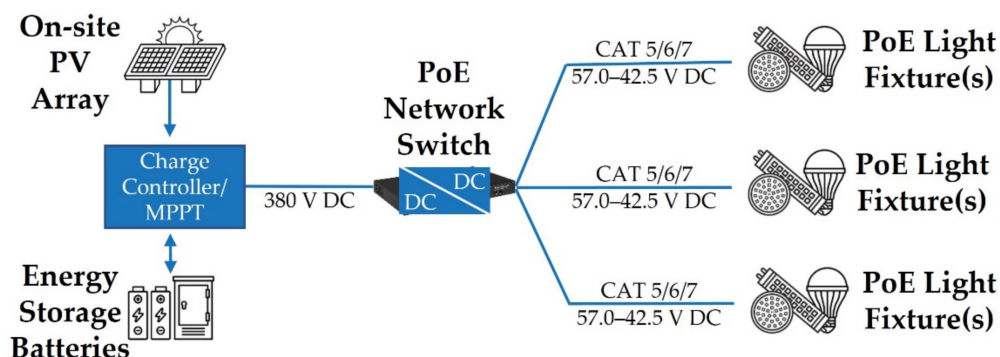 On-site
PV
Array
Charge
Controller/
MPPT
Energy
Storage
Batteries
380 V DC
PoE
Network
Switch
DC
DC
CAT 5/6/7
57.0–42.5 V DC
PoE Light
Fixture(s)
CAT 5/6/7
57.0–42.5 V DC
PoE Light
Fixture(s)
CAT 5/6/7
57.0–42.5 V DC
PoE Light
Fixture(s)